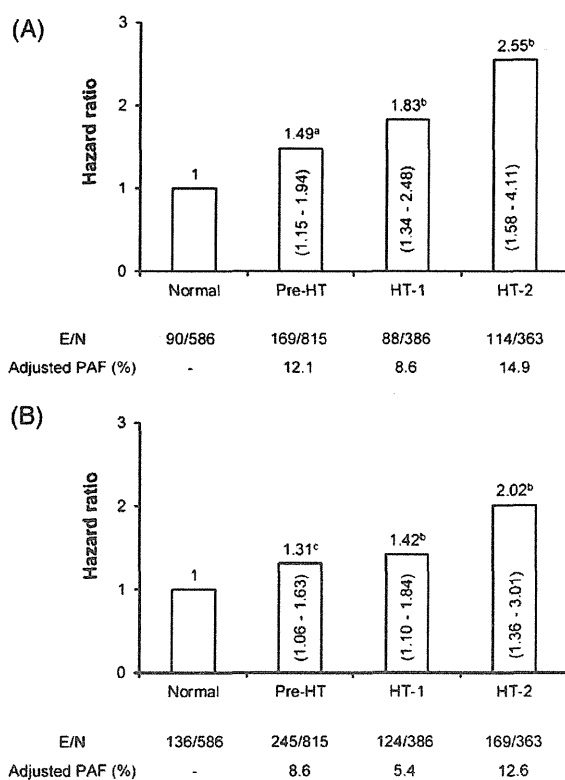 (A)
3
2.55ᵇ
Hazard ratio
2
1.83ᵇ
1.49ᵃ
1
1
(1.15 - 1.94)
(1.34 - 2.48)
(1.58 - 4.11)
0
Normal Pre-HT HT-1 HT-2
E/N 90/586 169/815 88/386 114/363
Adjusted PAF (%) - 12.1 8.6 14.9
(B)
3
Hazard ratio
2.02ᵇ
2
1.42ᵇ
1.31ᶜ
1
1
(1.06 - 1.63)
(1.10 - 1.84)
(1.36 - 3.01)
0
Normal Pre-HT HT-1 HT-2
E/N 136/586 245/815 124/386 169/363
Adjusted PAF (%) - 8.6 5.4 12.6